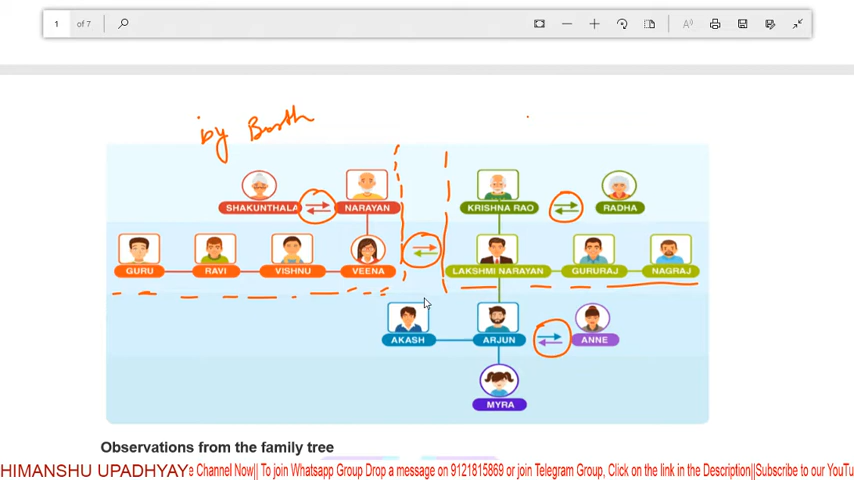 1 of 7
by Birth
SHAKUNTHALA NARAYAN KRISHNA RAO RADHA
GURU RAVI VISHNU VEENA LAKSHMI NARAYAN GURURAJ NAGRAJ
AKASH ARJUN ANNE
MYRA
Observations from the family tree
HIMANSHU UPADHYAY e Channel Now|| To join Whatsapp Group Drop a message on 9121815869 or join Telegram Group, Click on the link in the Description||Subscribe to our YouTu